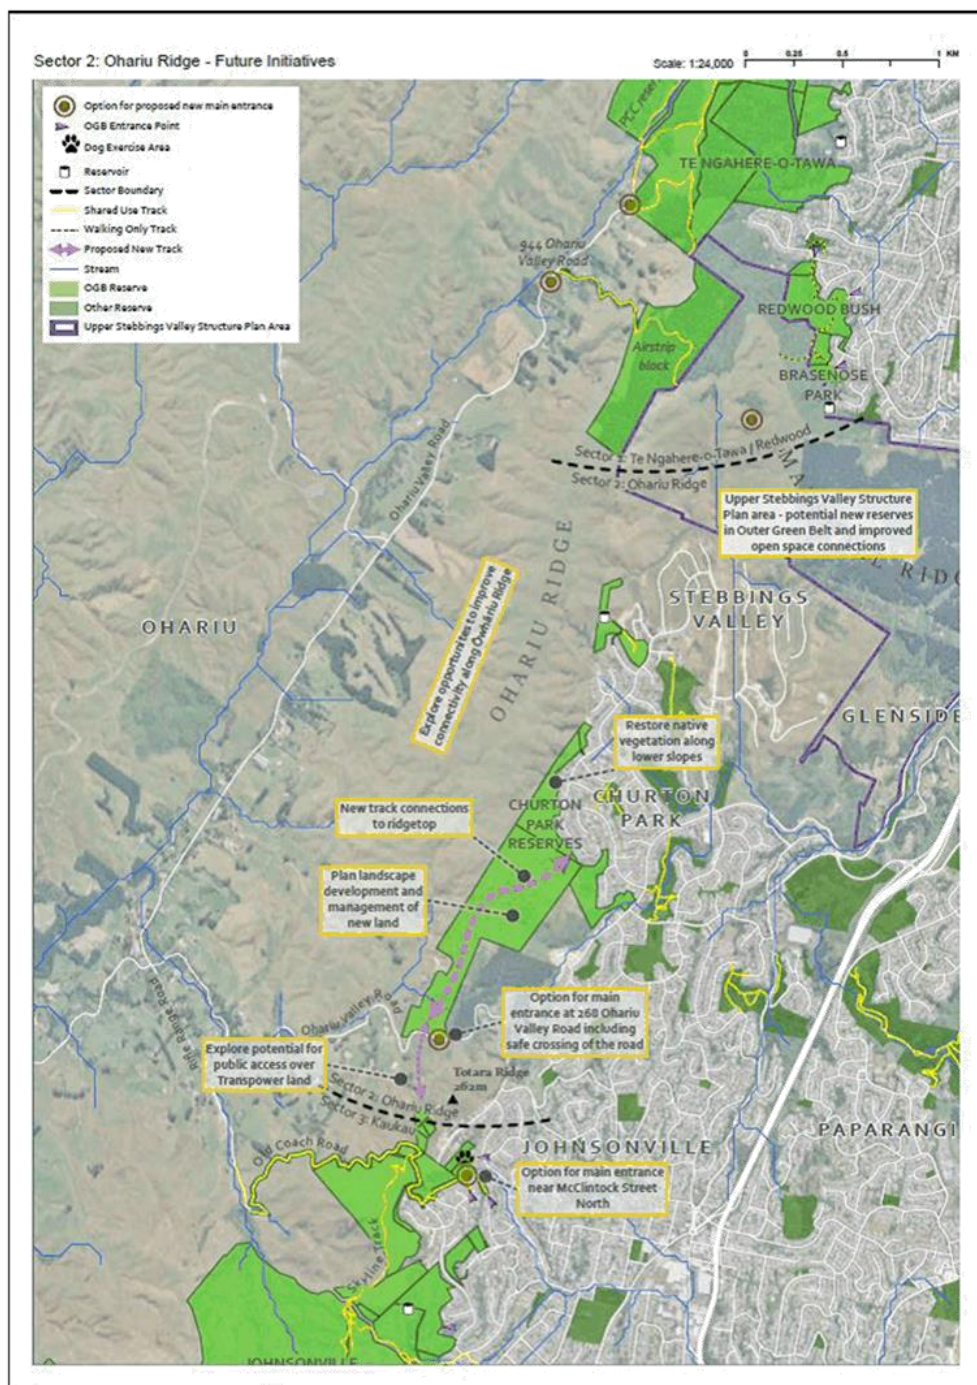 Sector 2: Ohariu Ridge - Future Initiatives
Scale: 1:24,000
0
0.25
0.5
1 KM
Option for proposed new main entrance
OGB Entrance Point
Dog Exercise Area
Reservoir
Sector Boundary
Shared Use Track
Walking Only Track
Proposed New Track
Stream
OGB Reserve
Other Reserve
Upper Stebbings Valley Structure Plan Area
TE NGAHERE-O-TAWA
944 Ohariu
Valley Road
REDWOOD BUSH
Airstrip
block
BRASENOSE
PARK
Ohariu Valley Road
Sector 1: Te Ngahere-o-Tawa / Redwood
Sector 2: Ohariu Ridge
Upper Stebbings Valley Structure
Plan area - potential new reserves
in Outer Green Belt and improved
open space connections
OHARIU RIDGE
Explore opportunities to improve
connectivity along Ōwhāriu Ridge
STEBBINGS
VALLEY
OHARIU
GLENSIDE
Restore native
vegetation along
lower slopes
CHURTON
PARK
New track connections
to ridgetop
CHURTON
PARK
RESERVES
Plan landscape
development and
management of
new land
Option for main
entrance at 268 Ohariu
Valley Road including
safe crossing of the road
Ohariu Valley Road
Rifle Range Road
Explore potential for
public access over
Transpower land
Totara Ridge
262m
Sector 2: Ohariu Ridge
Sector 3: Kaukau
Old Coach Road
JOHNSONVILLE
PAPARANGI
Option for main entrance
near McClintock Street
North
Skyline Track
JOHNSONVILLE